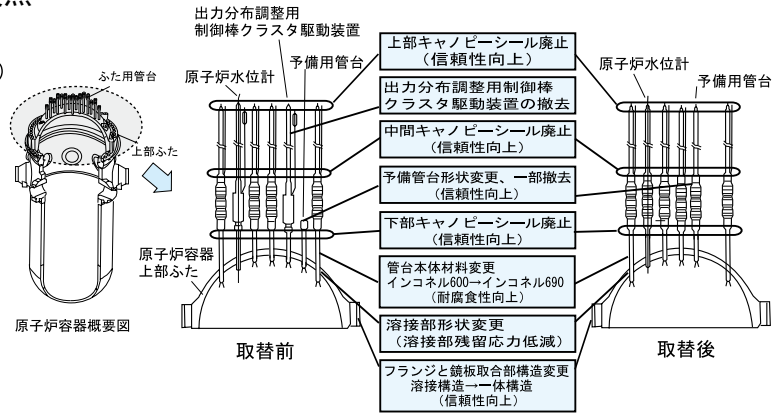 )
ふた用管台
上部ふた
原子炉容器概要図
出力分布調整用
制御棒クラスタ駆動装置
予備用管台
原子炉水位計
原子炉容器
上部ふた
取替前
上部キャノピーシール廃止
(信頼性向上)
出力分布調整用制御棒
クラスタ駆動装置の撤去
中間キャノピーシール廃止
(信頼性向上)
予備管台形状変更、一部撤去
(信頼性向上)
下部キャノピーシール廃止
(信頼性向上)
管台本体材料変更
インコネル600→インコネル690
(耐腐食性向上)
溶接部形状変更
(溶接部残留応力低減)
フランジと鏡板取合部構造変更
溶接構造→一体構造
(信頼性向上)
原子炉水位計
予備用管台
取替後